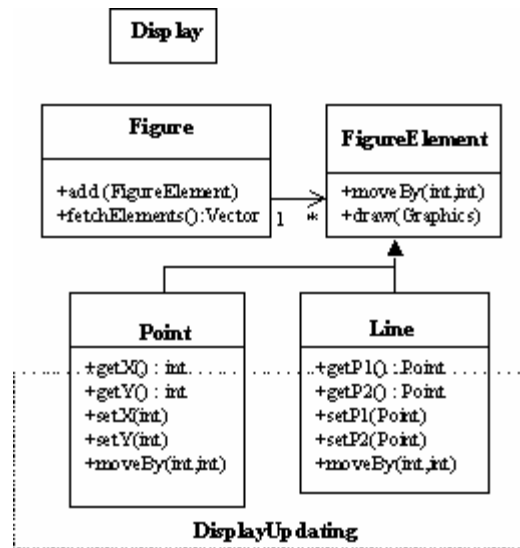 Display
Figure
+add(FigureElement)
+fetchElements():Vector
1
*
FigureElement
+moveBy(int,int)
+draw(Graphics)
Point
+getX() : int
+getY() : int
+setX(int)
+setY(int)
+moveBy(int,int)
Line
+getP1() : Point
+getP2() : Point
+setP1(Point)
+setP2(Point)
+moveBy(int,int)
DisplayUpdating